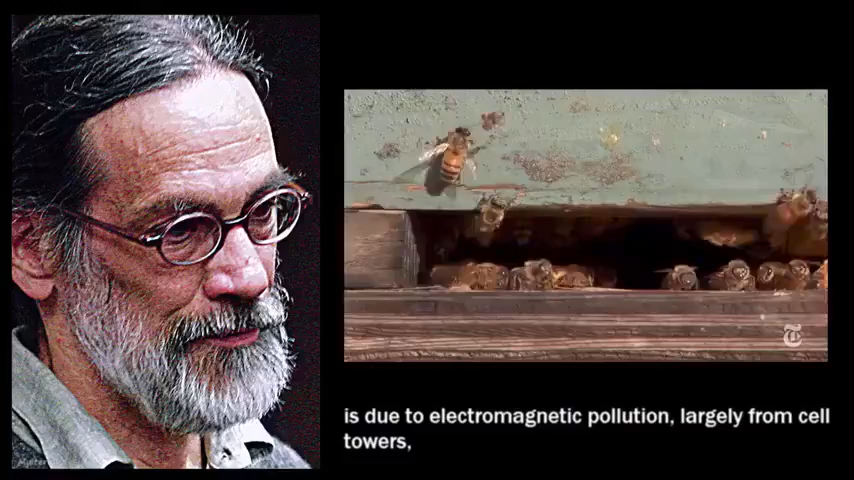 is due to electromagnetic pollution, largely from cell
towers,